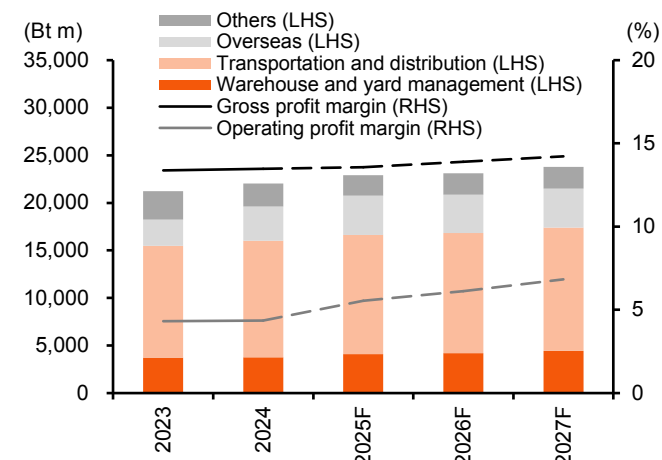 (Bt m)
(%)
Others (LHS)
Overseas (LHS)
Transportation and distribution (LHS)
Warehouse and yard management (LHS)
Gross profit margin (RHS)
Operating profit margin (RHS)
35,000
30,000
25,000
20,000
15,000
10,000
5,000
0
20
15
10
5
0
2023
2024
2025F
2026F
2027F